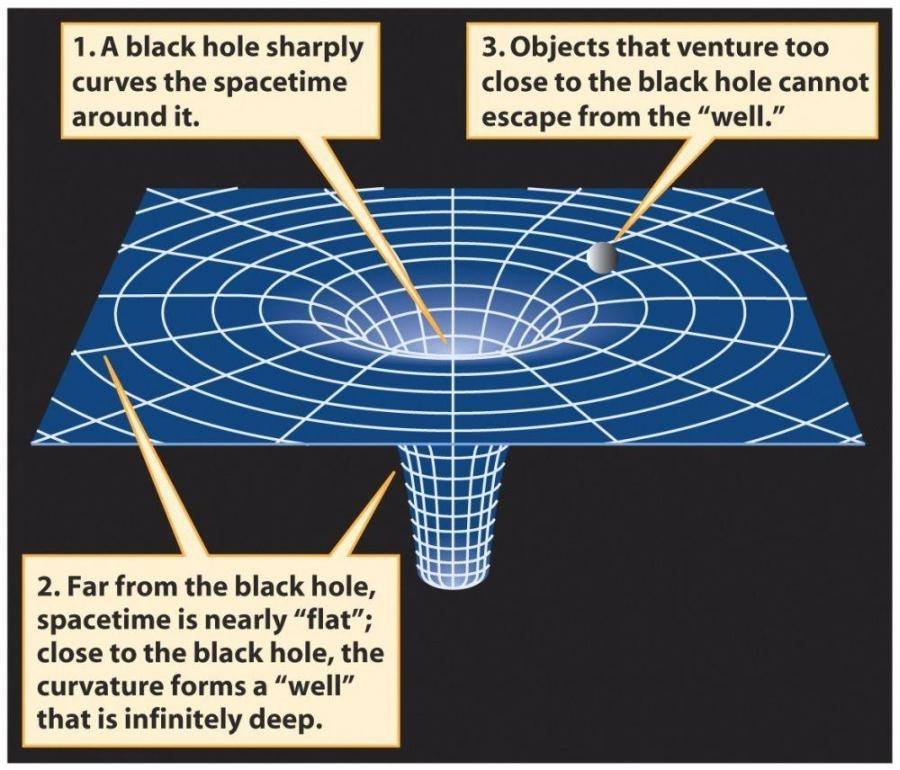 1. A black hole sharply
curves the spacetime
around it.
3. Objects that venture too
close to the black hole cannot
escape from the “well.”
2. Far from the black hole,
spacetime is nearly “flat”;
close to the black hole, the
curvature forms a “well”
that is infinitely deep.